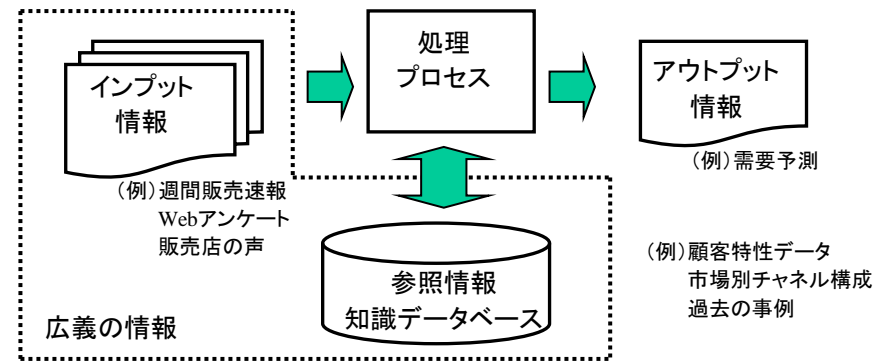 処理
プロセス
インプット
情報
アウトプット
情報
(例)需要予測
(例)週間販売速報
Webアンケート
販売店の声
(例)顧客特性データ
市場別チャネル構成
過去の事例
参照情報
知識データベース
広義の情報